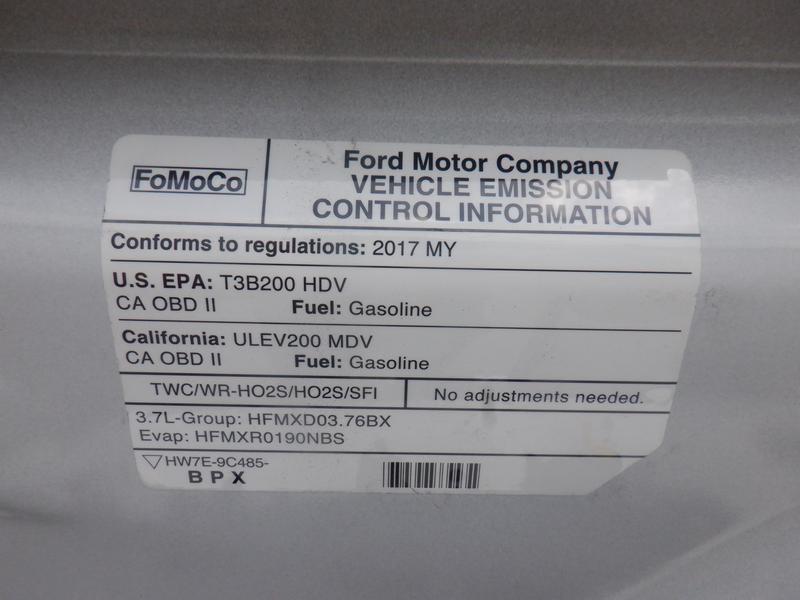 FoMoCo
Ford Motor Company
VEHICLE EMISSION
CONTROL INFORMATION
Conforms to regulations: 2017 MY
U.S. EPA: T3B200 HDV
CA OBD II Fuel: Gasoline
California: ULEV200 MDV
CA OBD II Fuel: Gasoline
TWC/WR-HO2S/HO2S/SFI No adjustments needed.
3.7L-Group: HFMXD03.76BX
Evap: HFMXR0190NBS
HW7E-9C485-
B P X